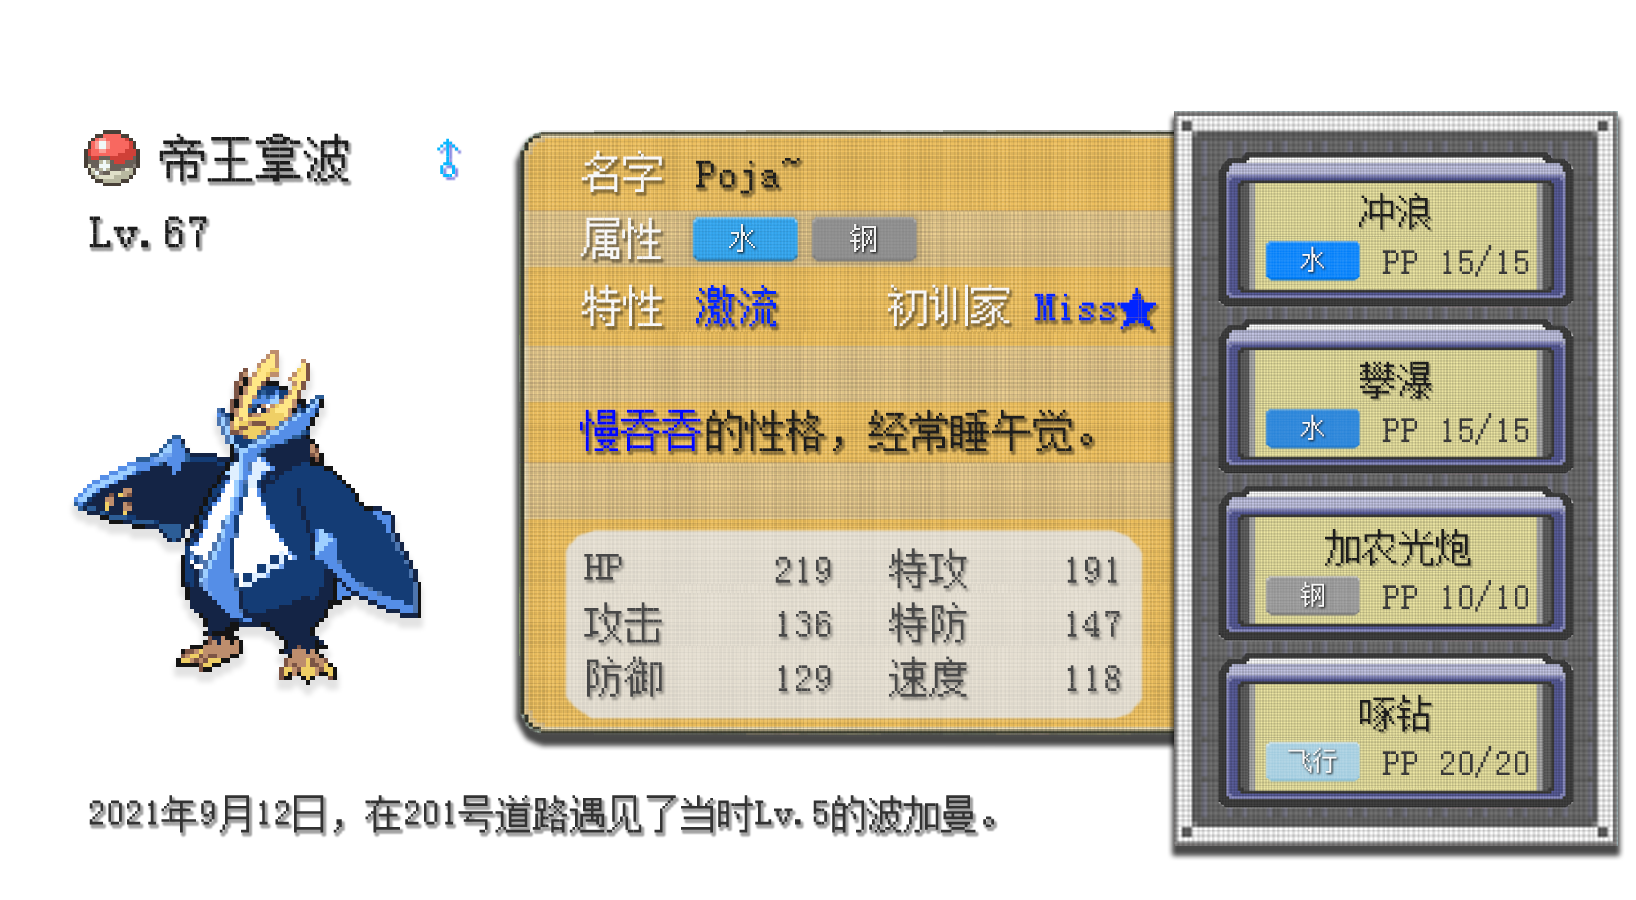 帝王拿波
Lv.67
名字 Poja~
属性 水 钢
特性 激流 初训家 Miss★
慢吞吞的性格，经常睡午觉。
HP 219 特攻 191
攻击 136 特防 147
防御 129 速度 118
冲浪
水 PP 15/15
攀瀑
水 PP 15/15
加农光炮
钢 PP 10/10
啄钻
飞行 PP 20/20
2021年9月12日，在201号道路遇见了当时Lv.5的波加曼。